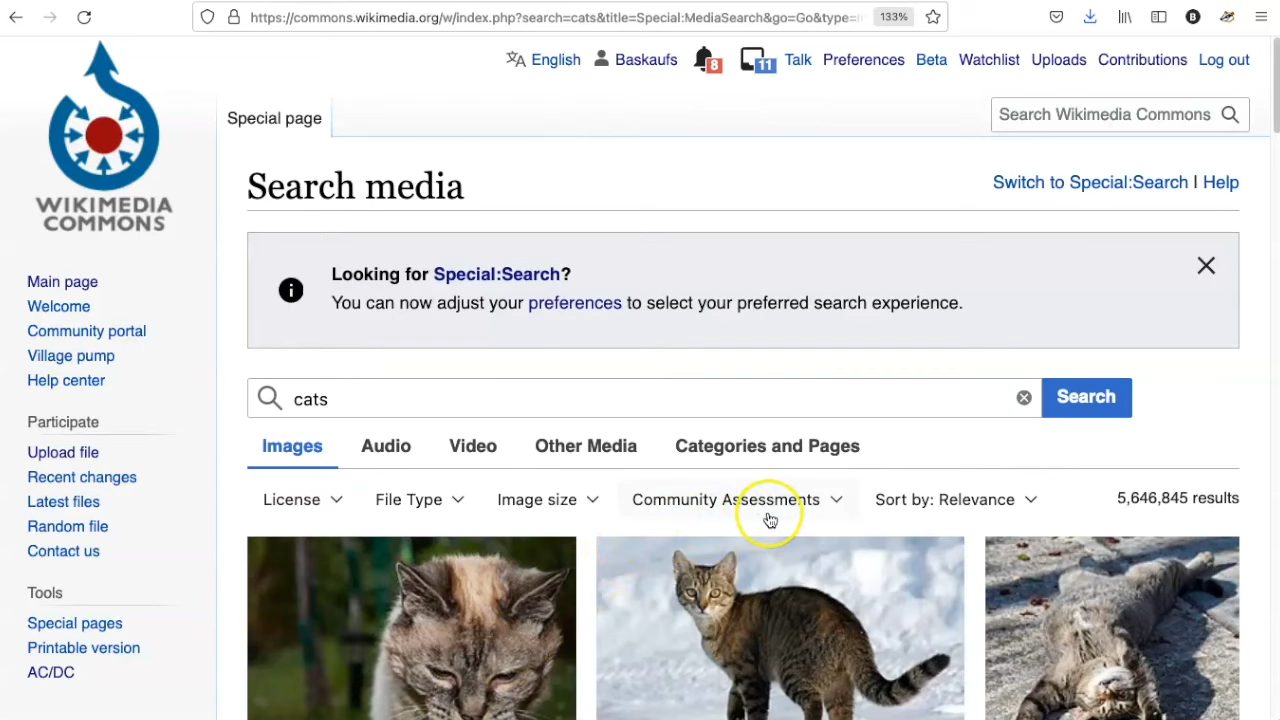 https://commons.wikimedia.org/w/index.php?search=cats&title=Special:MediaSearch&go=Go&type=
133%
B
English
Baskaufs
8
11
Talk
Preferences
Beta
Watchlist
Uploads
Contributions
Log out
WIKIMEDIA
COMMONS
Special page
Search Wikimedia Commons
Search media
Switch to Special:Search | Help
Looking for Special:Search?
You can now adjust your preferences to select your preferred search experience.
cats
Search
Images
Audio
Video
Other Media
Categories and Pages
License
File Type
Image size
Community Assessments
Sort by: Relevance
5,646,845 results
Main page
Welcome
Community portal
Village pump
Help center
Participate
Upload file
Recent changes
Latest files
Random file
Contact us
Tools
Special pages
Printable version
AC/DC